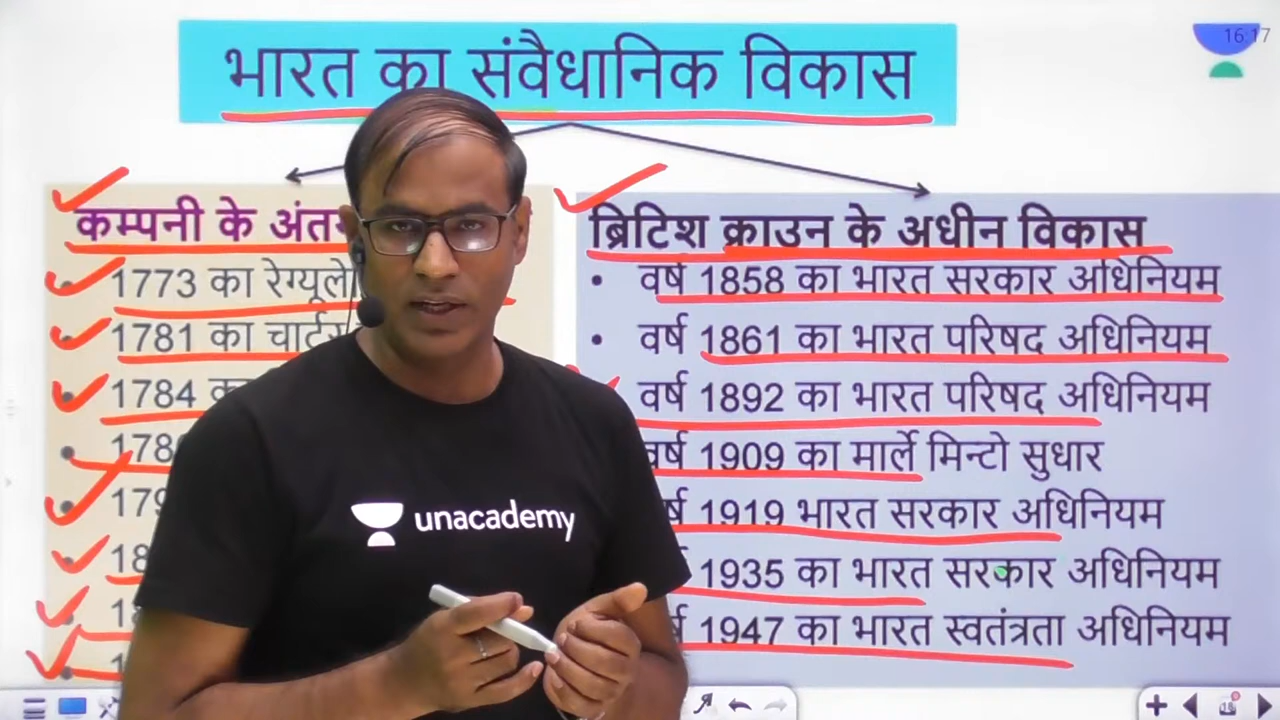 भारत का संवैधानिक विकास
16:17
कम्पनी के
1773 का
1781 का
1784
ब्रिटिश क्राउन के अधीन विकास
• वर्ष 1858 का भारत सरकार अधिनियम
• वर्ष 1861 का भारत परिषद अधिनियम
वर्ष 1892 का भारत परिषद अधिनियम
वर्ष 1909 का मार्ले मिन्टो सुधार
1919 भारत सरकार अधिनियम
1935 का भारत सरकार अधिनियम
1947 का भारत स्वतंत्रता अधिनियम
unacademy